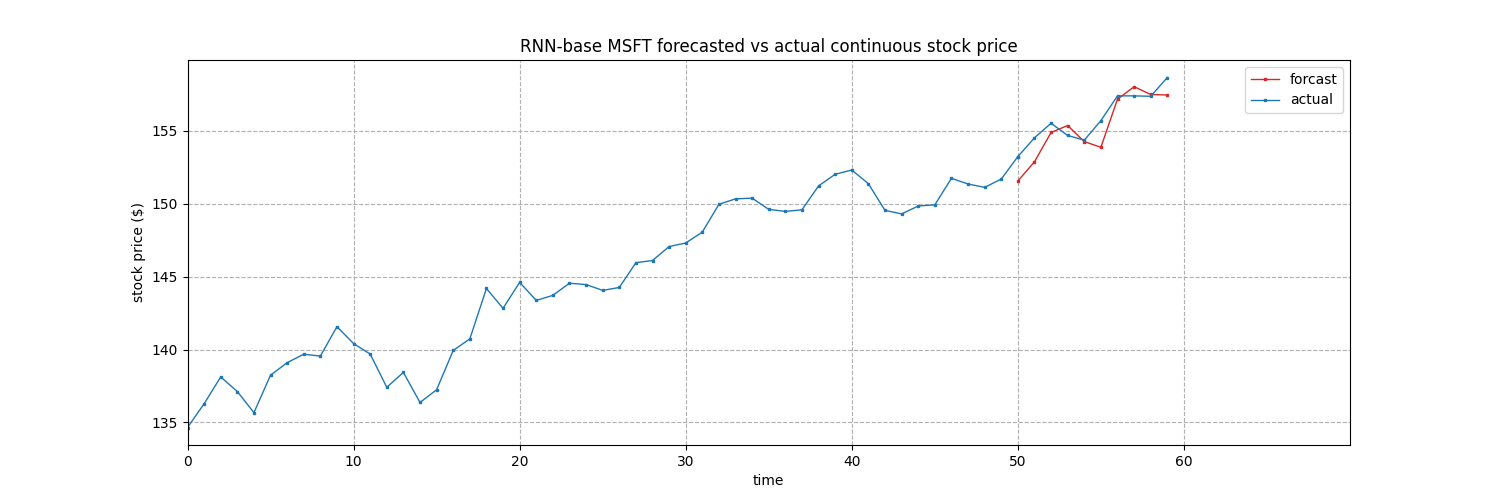 RNN-base MSFT forecasted vs actual continuous stock price
forcast
actual
155
150
145
140
135
stock price ($)
0 10 20 30 40 50 60
time